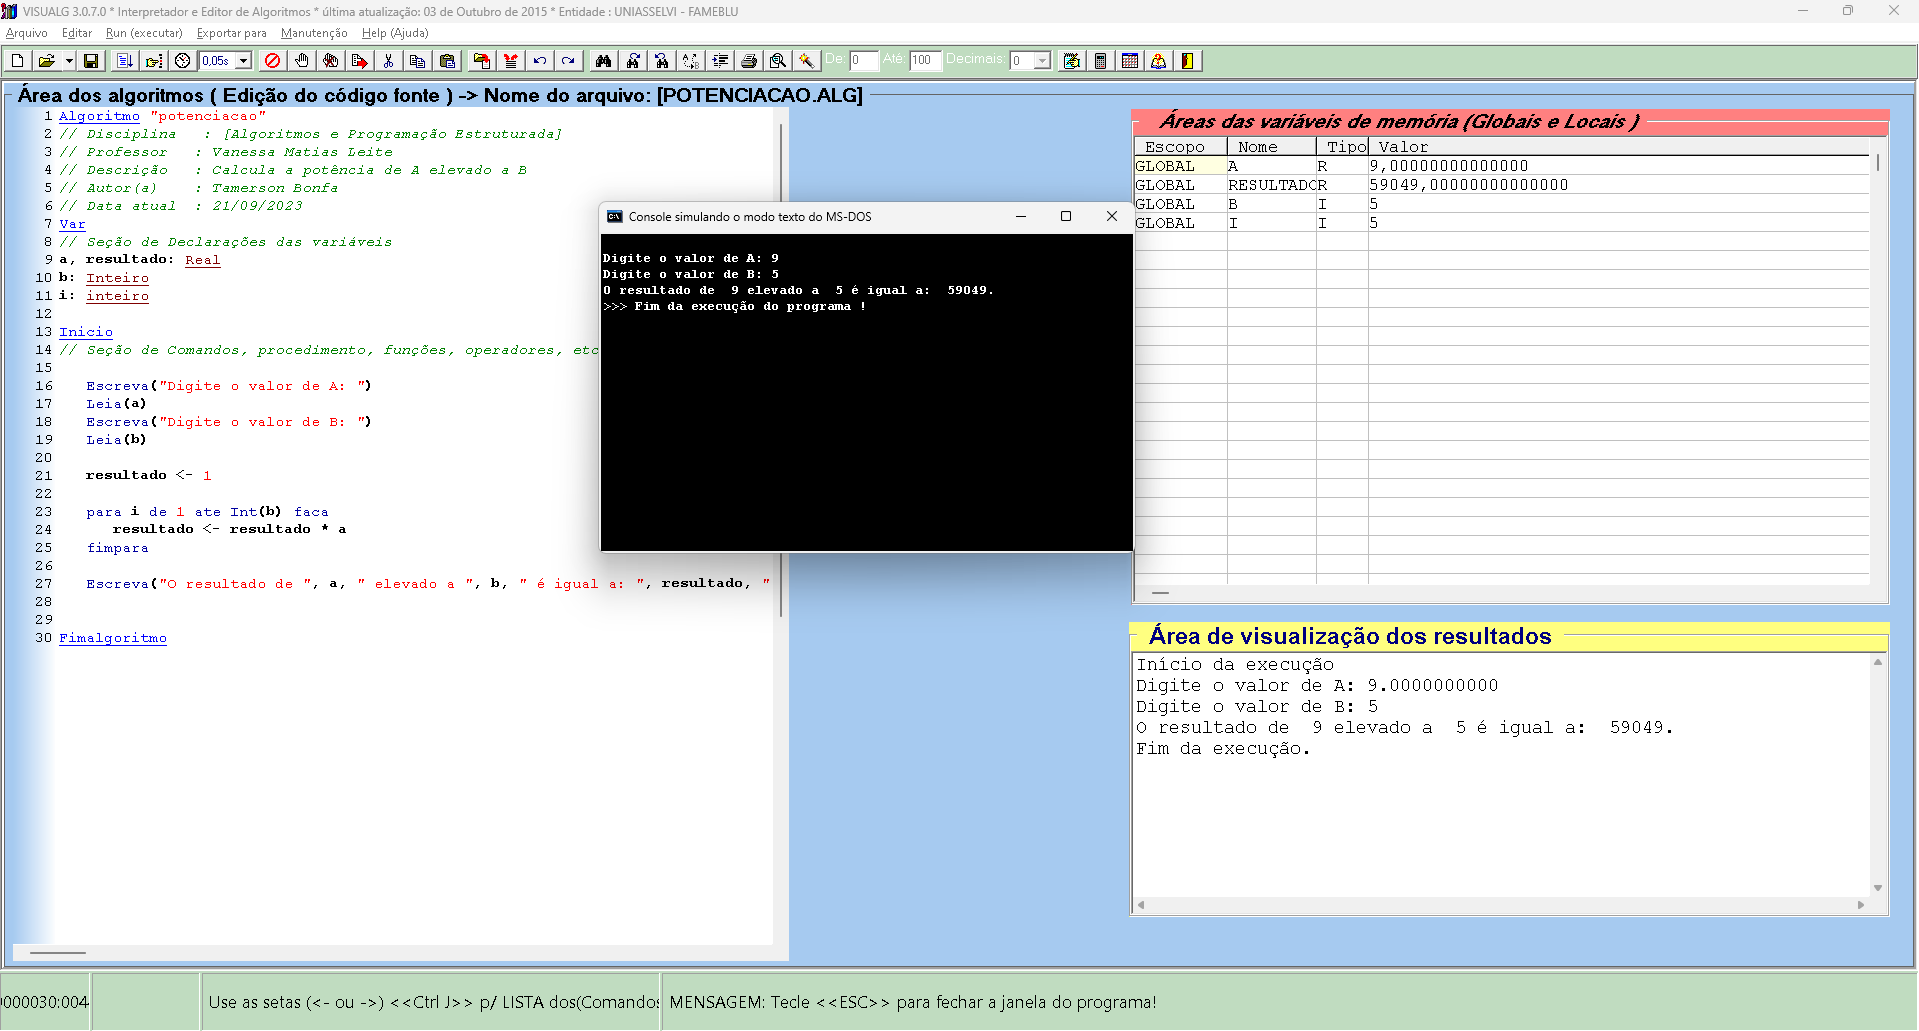 VISUALG 3.0.7.0 * Interpretador e Editor de Algoritmos * última atualização: 03 de Outubro de 2015 * Entidade : UNIASSELVI - FAMEBLU
Arquivo Editar Run (executar) Exportar para Manutenção Help (Ajuda)
0,05s De: 0 Até: 100 Decimais: 0
Área dos algoritmos ( Edição do código fonte ) -> Nome do arquivo: [POTENCIACAO.ALG]
1 Algoritmo "potenciacao"
2 // Disciplina : [Algoritmos e Programação Estruturada]
3 // Professor : Vanessa Matias Leite
4 // Descrição : Calcula a potência de A elevado a B
5 // Autor(a) : Tamerson Bonfa
6 // Data atual : 21/09/2023
7 Var
8 // Seção de Declarações das variáveis
9 a, resultado: Real
10 b: Inteiro
11 i: inteiro
12
13 Inicio
14 // Seção de Comandos, procedimento, funções, operadores, etc
15
16 Escreva("Digite o valor de A: ")
17 Leia(a)
18 Escreva("Digite o valor de B: ")
19 Leia(b)
20
21 resultado <- 1
22
23 para i de 1 ate Int(b) faca
24 resultado <- resultado * a
25 fimpara
26
27 Escreva("O resultado de ", a, " elevado a ", b, " é igual a: ", resultado, "
28
29
30 Fimalgoritmo
Console simulando o modo texto do MS-DOS
Digite o valor de A: 9
Digite o valor de B: 5
O resultado de 9 elevado a 5 é igual a: 59049.
>>> Fim da execução do programa !
Áreas das variáveis de memória (Globais e Locais )
Escopo Nome Tipo Valor
GLOBAL A R 9,00000000000000
GLOBAL RESULTADO R 59049,00000000000000
GLOBAL B I 5
GLOBAL I I 5
Área de visualização dos resultados
Início da execução
Digite o valor de A: 9.0000000000
Digite o valor de B: 5
O resultado de 9 elevado a 5 é igual a: 59049.
Fim da execução.
000030:004 Use as setas (<- ou ->) <<Ctrl J>> p/ LISTA dos(Comandos MENSAGEM: Tecle <<ESC>> para fechar a janela do programa!